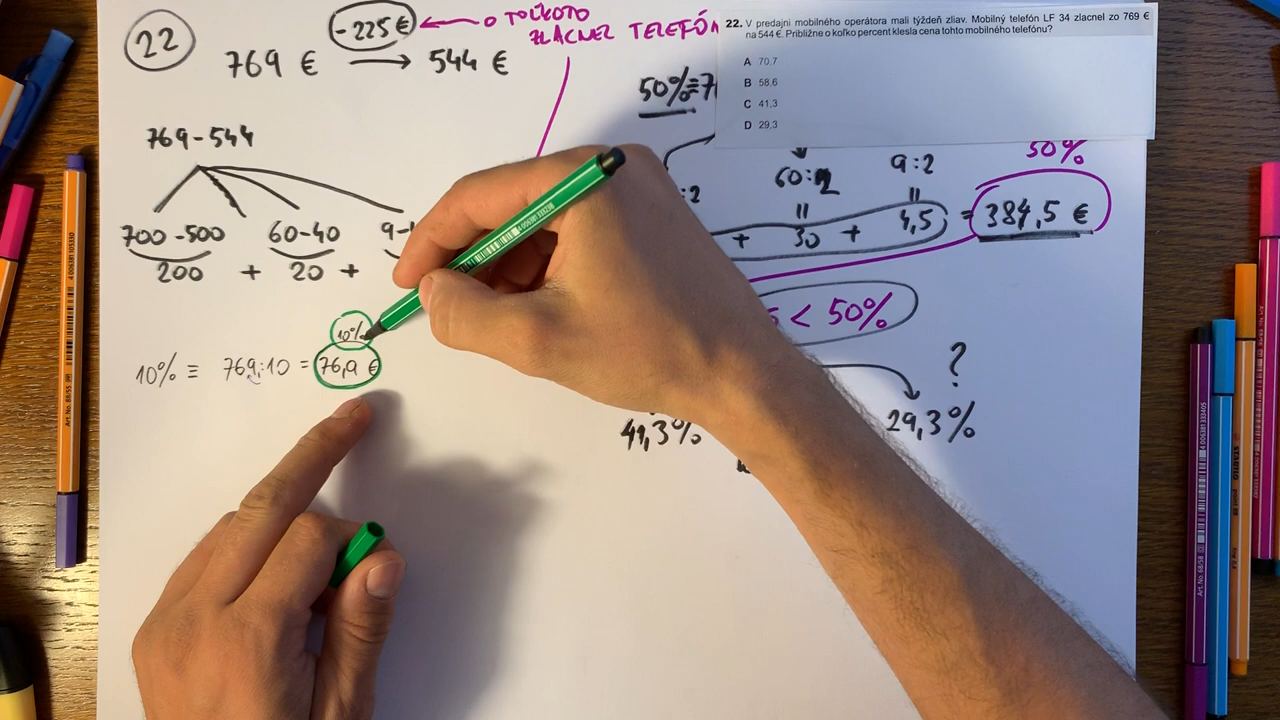 22
-225 €
O TOĽKOTO
ZLACNEL TELEFÓN
769 € → 544 €
22. V predajni mobilného operátora mali týždeň zliav. Mobilný telefón LF 34 zlacnel zo 769 €
na 544 €. Približne o koľko percent klesla cena tohto mobilného telefónu?
A 70,7
B 58,6
C 41,3
D 29,3
50% ≡ 7
769-544
700-500 60-40 9-
200 + 20 +
:2 60:2 9:2
50%
+ 30 + 4,5 = 384,5 €
< 50%
10%
10% ≡ 769:10 = 76,9 €
?
41,3% 29,3%